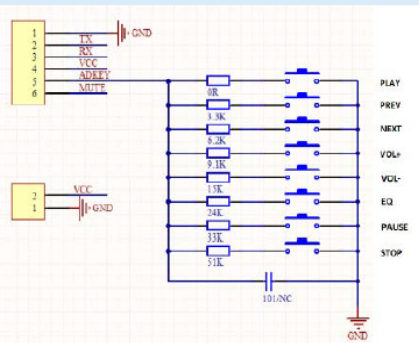 1 GND
2 TX
3 RX
4 VCC
5 ADKEY
6 MUTE
0R PLAY
3.3K PREV
6.2K NEXT
9.1K VOL+
15K VOL-
24K EQ
33K PAUSE
51K STOP
2 VCC
1 GND
101/NC
GND